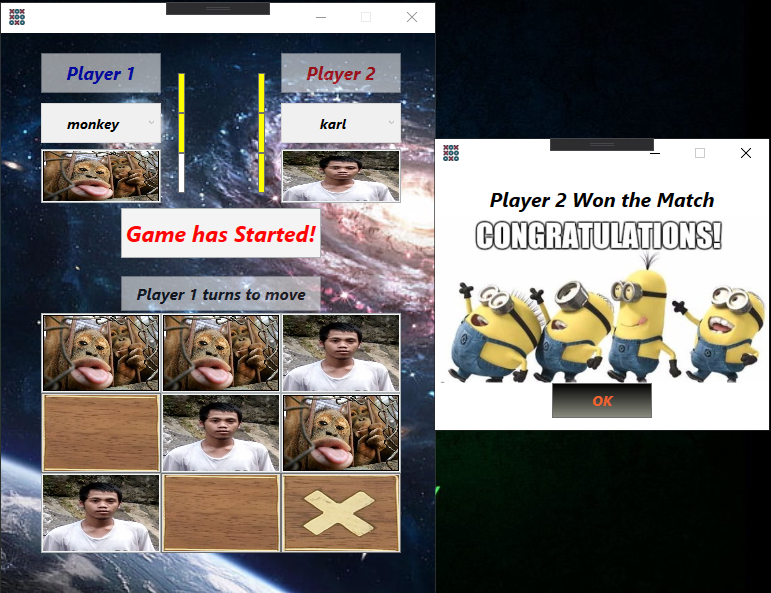 Player 1
Player 2
monkey
karl
Game has Started!
Player 1 turns to move
Player 2 Won the Match
CONGRATULATIONS!
OK